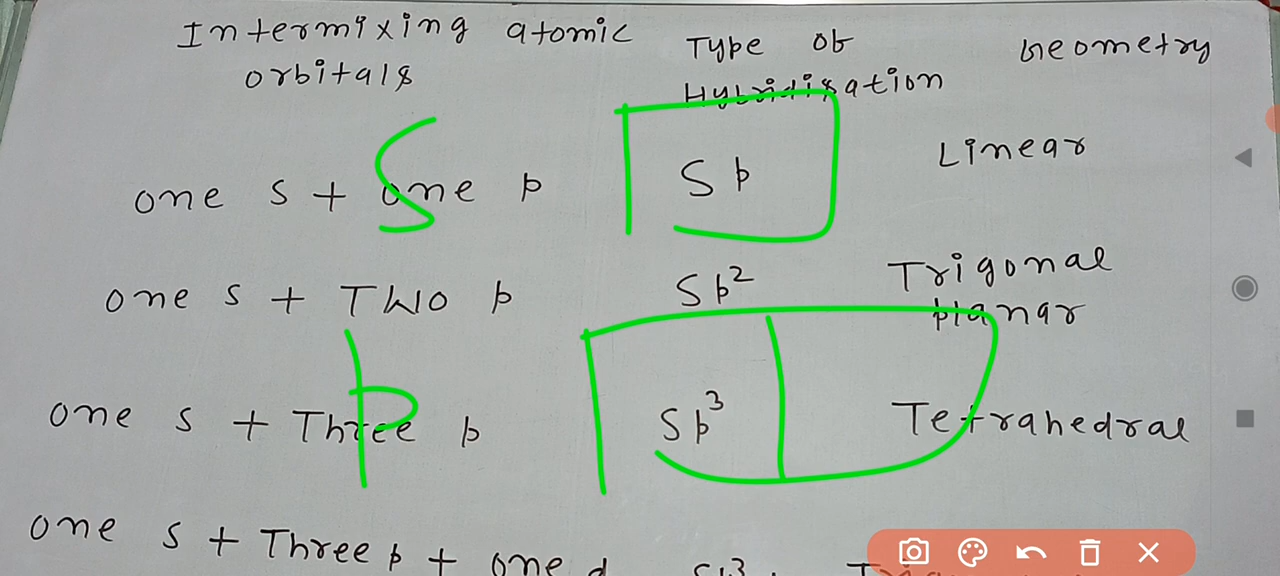 Intermixing atomic orbitals Type of Hybridisation Geometry
one s + one p sp Linear
S
one s + Two p sp² Trigonal planar
one s + Three p sp³ Tetrahedral
p
one s + Three p + one d